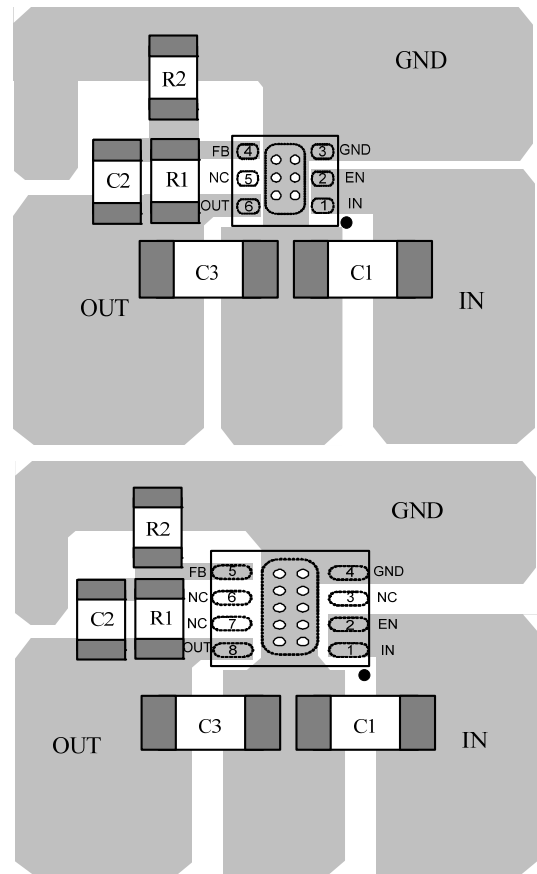 GND
R2
FB 4 3 GND
C2 R1 NC 5 2 EN
OUT 6 1 IN
C3 C1
OUT IN
GND
R2
FB 5 4 GND
NC 6 3 NC
C2 R1 NC 7 2 EN
OUT 8 1 IN
C3 C1
OUT IN